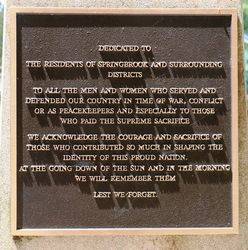 DEDICATED TO
THE RESIDENTS OF SPRINGBROOK AND SURROUNDING
DISTRICTS
TO ALL THE MEN AND WOMEN WHO SERVED AND
DEFENDED OUR COUNTRY IN TIME OF WAR, CONFLICT
OR AS PEACEKEEPERS AND ESPECIALLY TO THOSE
WHO PAID THE SUPREME SACRIFICE
WE ACKNOWLEDGE THE COURAGE AND SACRIFICE OF
THOSE WHO CONTRIBUTED SO MUCH IN SHAPING THE
IDENTITY OF THIS PROUD NATION.
AT THE GOING DOWN OF THE SUN AND IN THE MORNING
WE WILL REMEMBER THEM
LEST WE FORGET